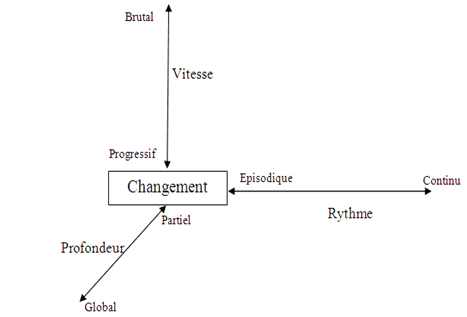 Brutal
Vitesse
Progressif
Changement
Episodique
Continu
Rythme
Partiel
Profondeur
Global